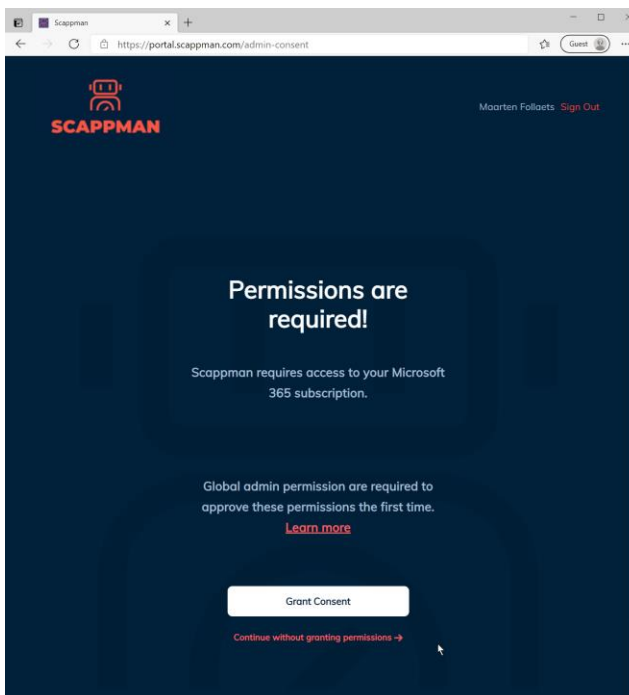 Scappman
https://portal.scappman.com/admin-consent
Guest
SCAPPMAN
Maarten Follaets Sign Out
Permissions are
required!
Scappman requires access to your Microsoft
365 subscription.
Global admin permission are required to
approve these permissions the first time.
Learn more
Grant Consent
Continue without granting permissions →